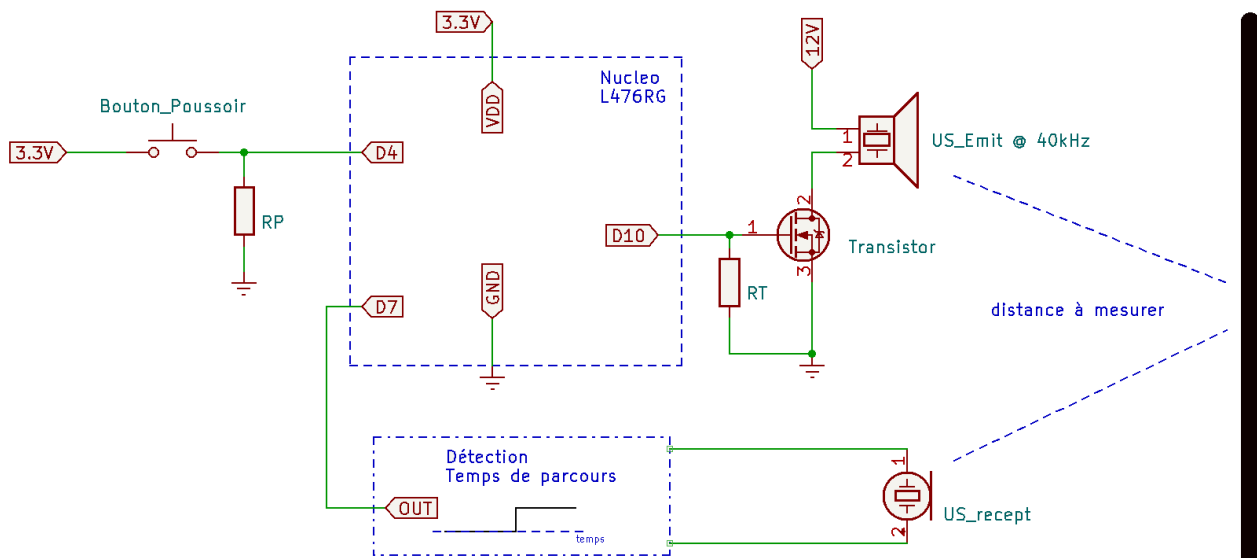 3.3V
12V
Nucleo
L476RG
Bouton_Poussoir
VDD
1
US_Emit @ 40kHz
2
3.3V
D4
2
RP
D10
1
Transistor
GND
3
RT
D7
distance à mesurer
Détection
Temps de parcours
1
OUT
US_recept
2
temps